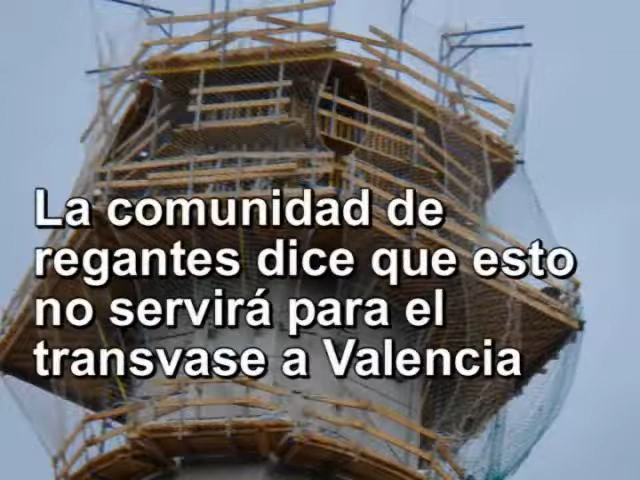 La comunidad de
regantes dice que esto
no servirá para el
transvase a Valencia